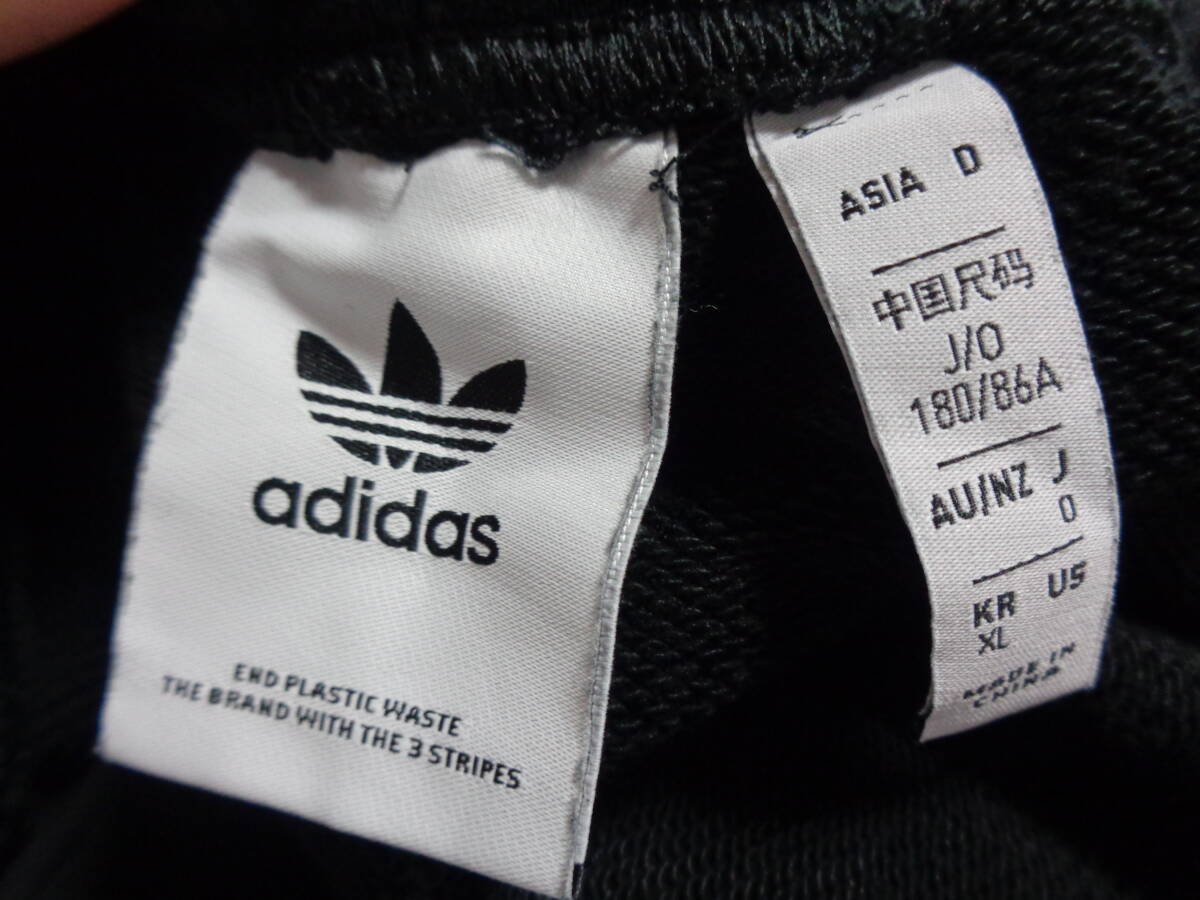 adidas
END PLASTIC WASTE
THE BRAND WITH THE 3 STRIPES
ASIA D
中国尺码
J/O
180/86A
AU/NZ J
O
KR US
XL
MADE IN
CHINA